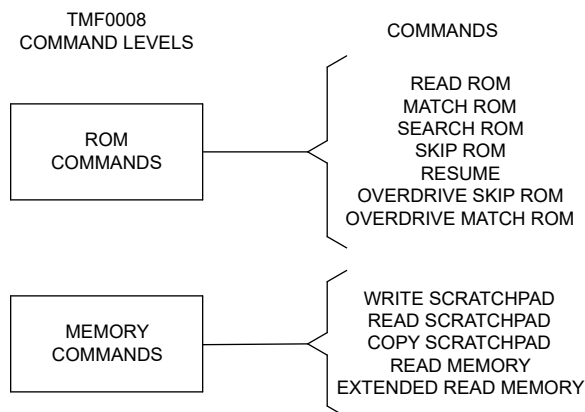 TMF0008
COMMAND LEVELS
COMMANDS
ROM
COMMANDS
READ ROM
MATCH ROM
SEARCH ROM
SKIP ROM
RESUME
OVERDRIVE SKIP ROM
OVERDRIVE MATCH ROM
MEMORY
COMMANDS
WRITE SCRATCHPAD
READ SCRATCHPAD
COPY SCRATCHPAD
READ MEMORY
EXTENDED READ MEMORY